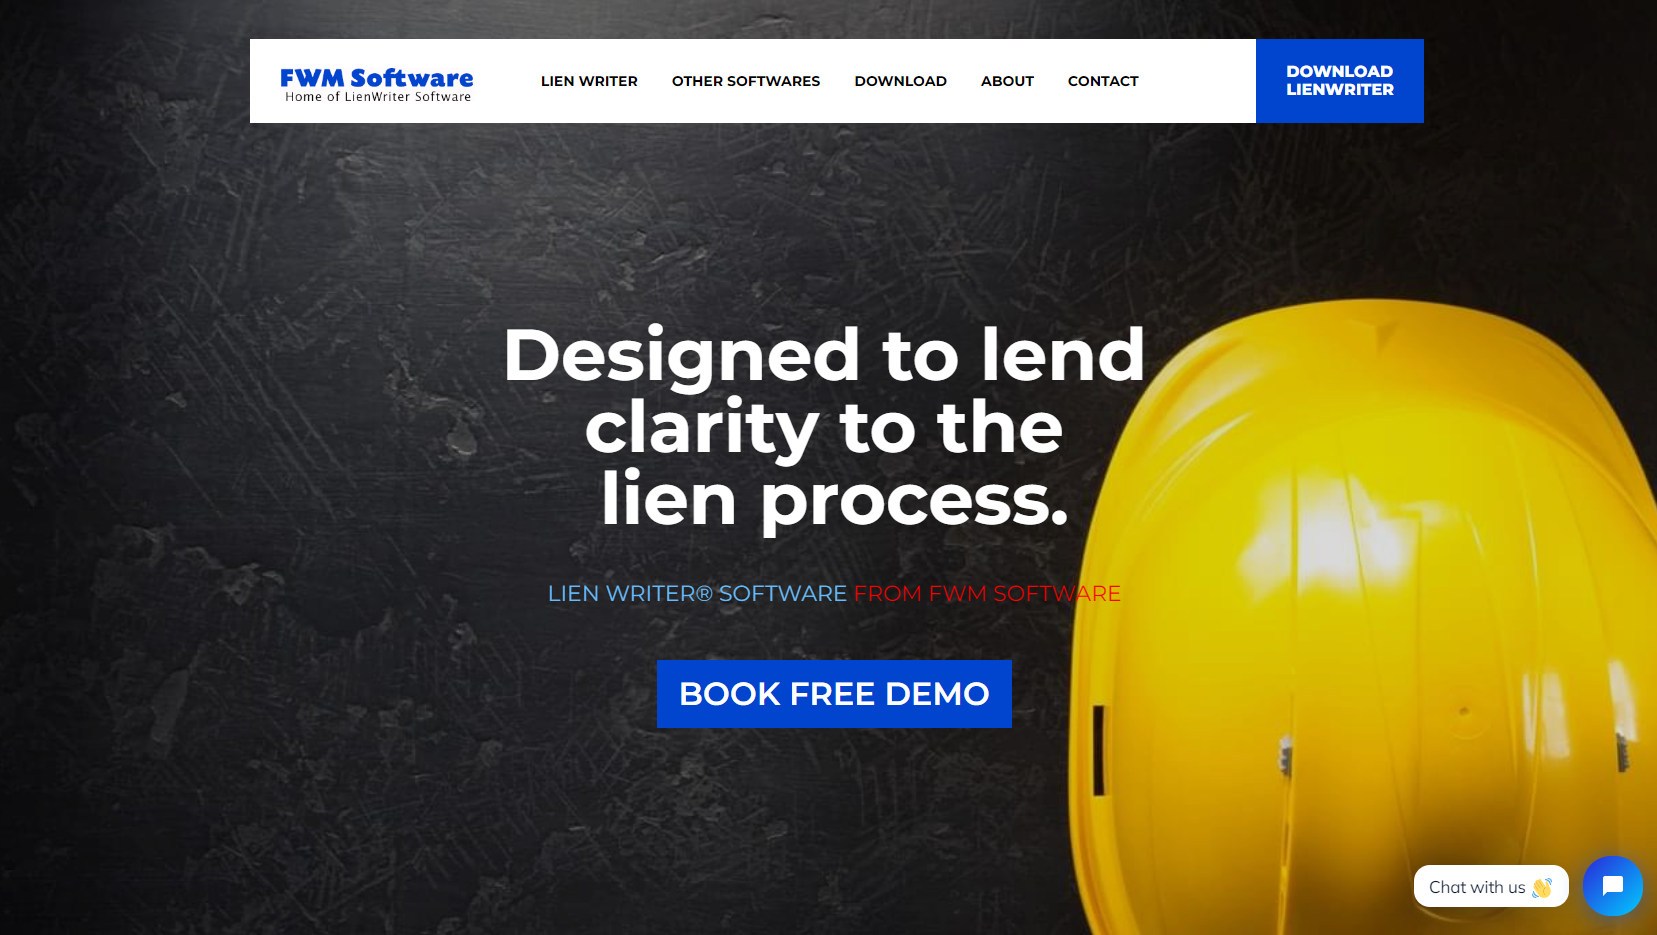 FWM Software
Home of LienWriter Software
LIEN WRITER
OTHER SOFTWARES
DOWNLOAD
ABOUT
CONTACT
DOWNLOAD
LIENWRITER
Designed to lend
clarity to the
lien process.
LIEN WRITER® SOFTWARE FROM FWM SOFTWARE
BOOK FREE DEMO
Chat with us 👋